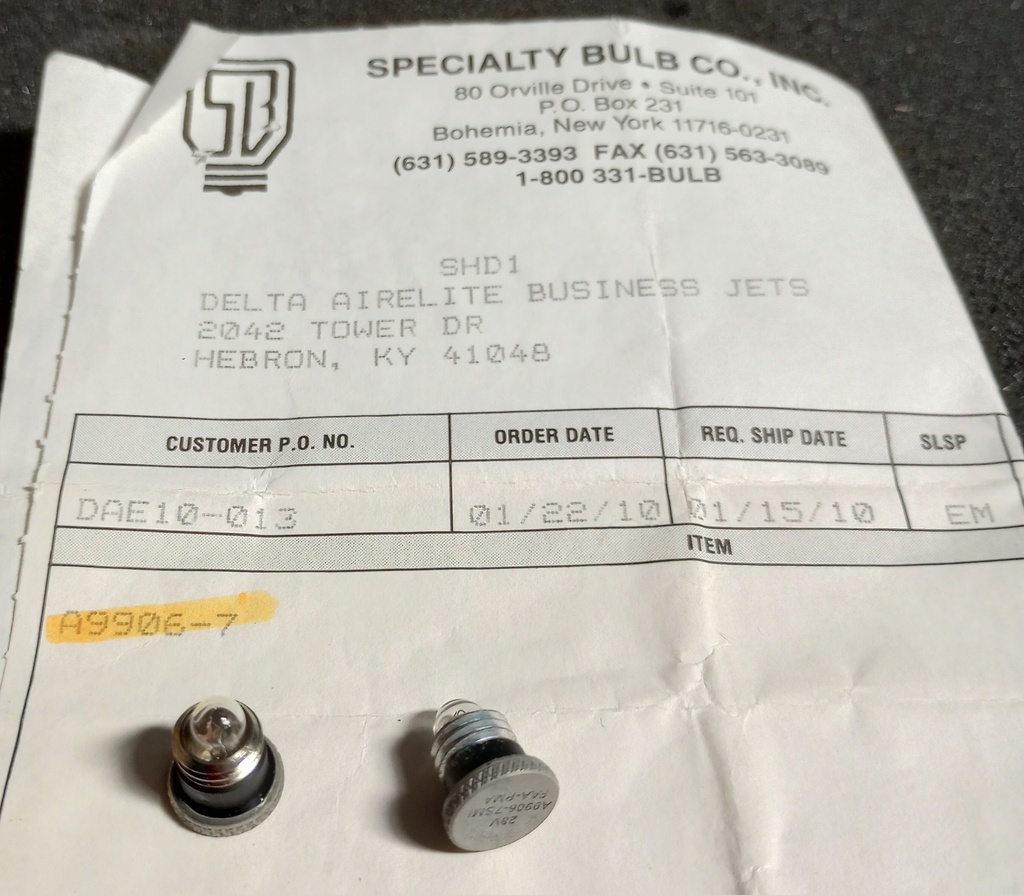 SB
SPECIALTY BULB CO., INC.
80 Orville Drive • Suite 101
P.O. Box 231
Bohemia, New York 11716-0231
(631) 589-3393 FAX (631) 563-3089
1-800 331-BULB
SHD1
DELTA AIRELITE BUSINESS JETS
2042 TOWER DR
HEBRON, KY 41048
CUSTOMER P.O. NO. ORDER DATE REQ. SHIP DATE SLSP
DAE10-013 01/22/10 01/15/10 EM
ITEM
A9906-7
28V
A9906-7SMI
FAA-PMA